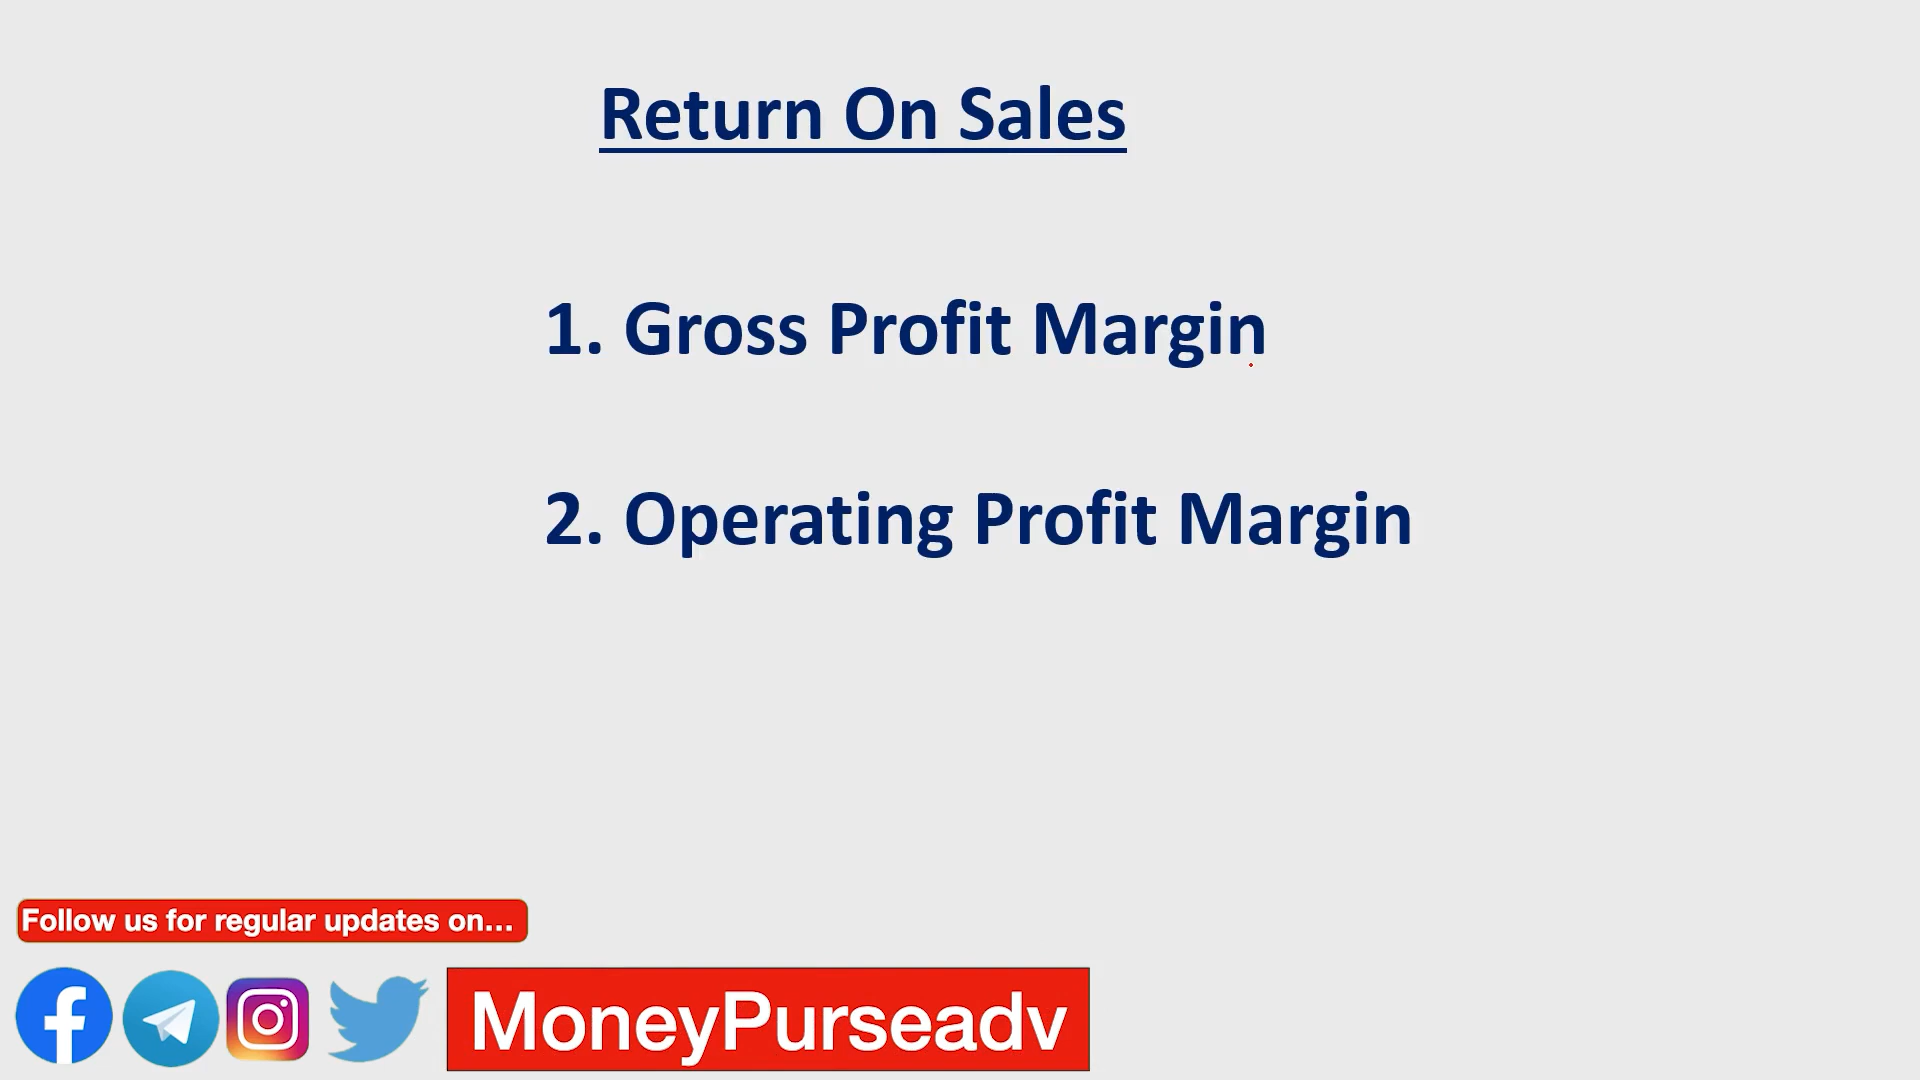 Return On Sales
1. Gross Profit Margin
2. Operating Profit Margin
Follow us for regular updates on...
MoneyPurseadv